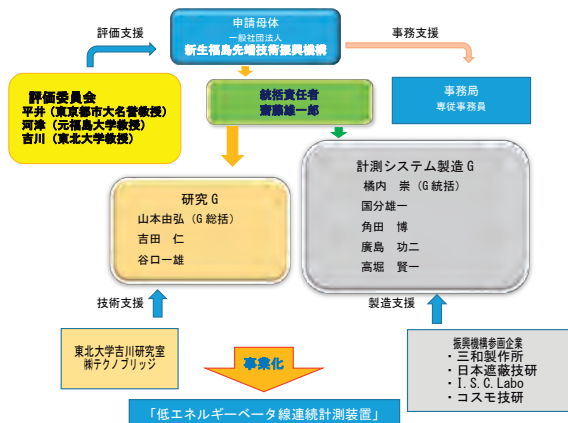 評価支援
申請母体
一般社団法人
新生福島先端技術振興機構
事務支援
評価委員会
平井（東京都市大名誉教授）
河津（元福島大学教授）
吉川（東北大学教授）
統括責任者
齋藤雄一郎
事務局
専従事務員
研究G
山本由弘（G 総括）
吉田　仁
谷口一雄
計測システム製造G
橘内　崇（G統括）
国分雄一
角田　博
廣島　功二
高堀　賢一
技術支援
製造支援
東北大学吉川研究室
㈱テクノブリッジ
事業化
振興機構参画企業
・三和製作所
・日本遮蔽技研
・I.S.C.Labo
・コスモ技研
「低エネルギーベータ線連続計測装置」